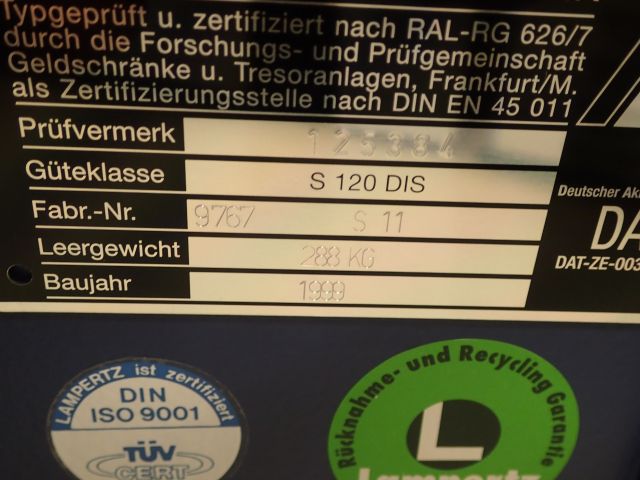 Typgeprüft u. zertifiziert nach RAL-RG 626/7
durch die Forschungs- und Prüfgemeinschaft
Geldschränke u. Tresoranlagen, Frankfurt/M.
als Zertifizierungsstelle nach DIN EN 45 011
Prüfvermerk 125384
Güteklasse S 120 DIS
Fabr.-Nr. 9767 S 11
Leergewicht 288 KG
Baujahr 1999
Deutscher
DAT-ZE-003
LAMPERTZ ist zertifiziert
DIN
ISO 9001
TÜV
CERT
Rücknahme- und Recycling Garantie
L
Lampertz